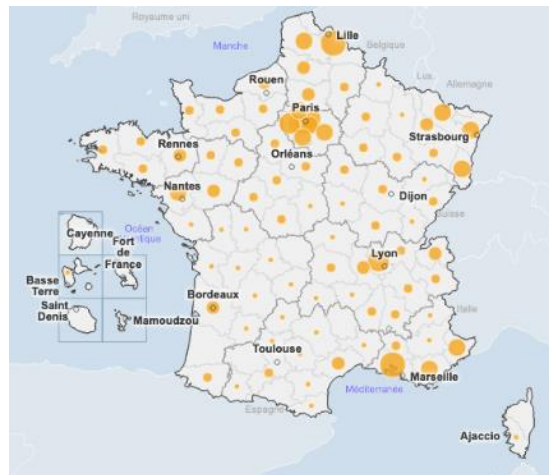 Royaume uni
Manche
Lille
Belgique
Rouen
Lux.
Allemagne
Paris
Strasbourg
Rennes
Orléans
Nantes
Dijon
Suisse
Cayenne
Fort
de
France
Océan
Basse
Terre
Saint
Denis
Mamoudzou
Lyon
Bordeaux
Italie
Toulouse
Marseille
Méditerranée
Espagne
Ajaccio